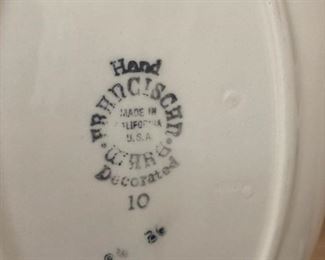 Hand
FRANCISCAN
MADE IN
CALIFORNIA
U.S.A
WARE
Decorated
10